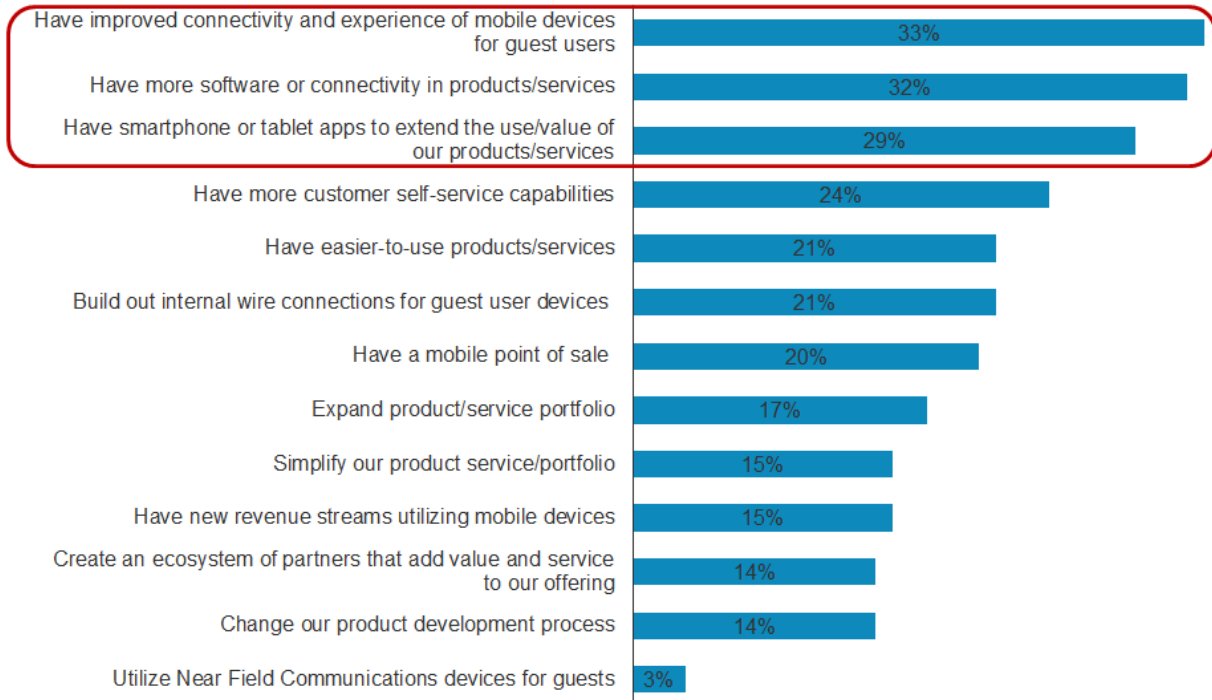 Have improved connectivity and experience of mobile devices
for guest users
33%
Have more software or connectivity in products/services
32%
Have smartphone or tablet apps to extend the use/value of
our products/services
29%
Have more customer self-service capabilities
24%
Have easier-to-use products/services
21%
Build out internal wire connections for guest user devices
21%
Have a mobile point of sale
20%
Expand product/service portfolio
17%
Simplify our product service/portfolio
15%
Have new revenue streams utilizing mobile devices
15%
Create an ecosystem of partners that add value and service
to our offering
14%
Change our product development process
14%
Utilize Near Field Communications devices for guests
3%